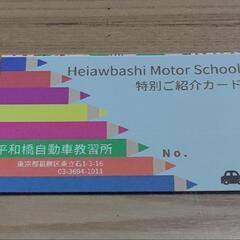 Heiawbashi Motor School
特別ご紹介カード
平和橋自動車教習所
東京都葛飾区東立石1-3-16
03-3694-1011
No.